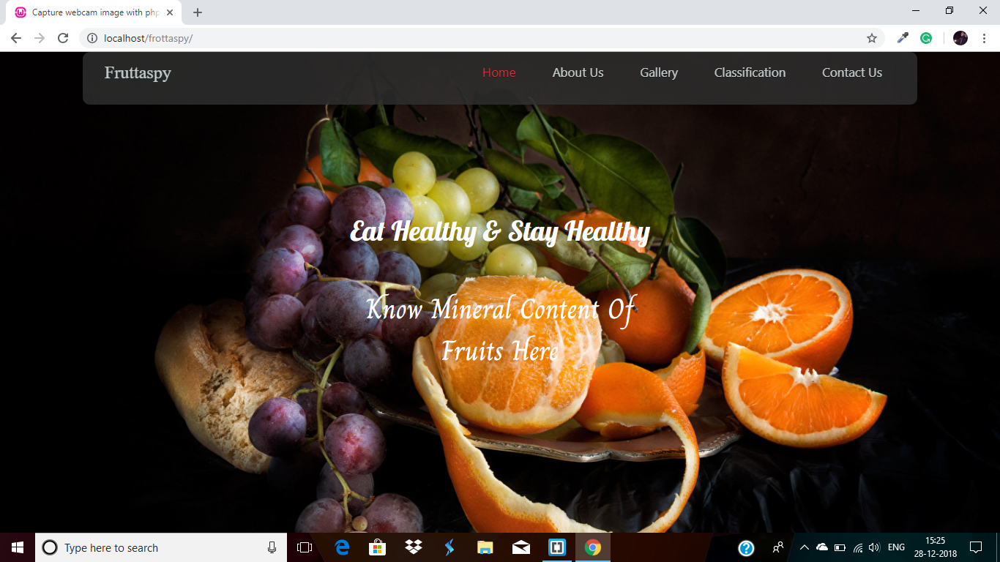 Capture webcam image with php
localhost/frottaspy/
Fruttaspy
Home About Us Gallery Classification Contact Us
Eat Healthy & Stay Healthy
Know Mineral Content Of
Fruits Here
Type here to search
ENG
15:25
28-12-2018